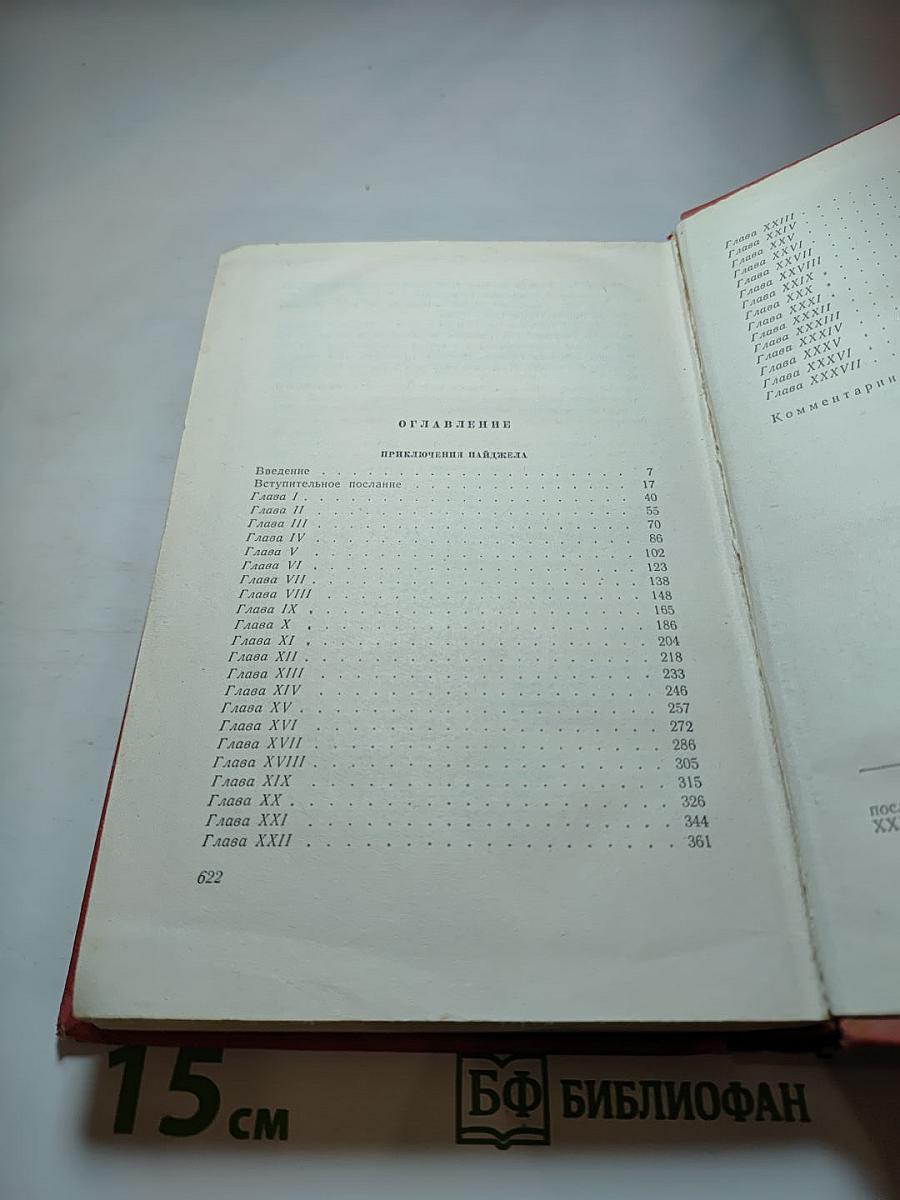 ОГЛАВЛЕНИЕ
ПРИКЛЮЧЕНИЯ НАЙДЖЕЛА
Введение . . . . . . . . . . 7
Вступительное послание . . . . . . . . . . 17
Глава I . . . . . . . . . . 40
Глава II . . . . . . . . . . 55
Глава III . . . . . . . . . . 70
Глава IV . . . . . . . . . . 86
Глава V . . . . . . . . . . 102
Глава VI . . . . . . . . . . 123
Глава VII . . . . . . . . . . 138
Глава VIII . . . . . . . . . . 148
Глава IX . . . . . . . . . . 165
Глава X . . . . . . . . . . 186
Глава XI . . . . . . . . . . 204
Глава XII . . . . . . . . . . 218
Глава XIII . . . . . . . . . . 233
Глава XIV . . . . . . . . . . 246
Глава XV . . . . . . . . . . 257
Глава XVI . . . . . . . . . . 272
Глава XVII . . . . . . . . . . 286
Глава XVIII . . . . . . . . . . 305
Глава XIX . . . . . . . . . . 315
Глава XX . . . . . . . . . . 326
Глава XXI . . . . . . . . . . 344
Глава XXII . . . . . . . . . . 361
622
Глава XXIII . . . . .
Глава XXIV . . . . .
Глава XXV . . . . .
Глава XXVI . . . . .
Глава XXVII . . . . .
Глава XXVIII . . . . .
Глава XXIX . . . . .
Глава XXX . . . . .
Глава XXXI . . . . .
Глава XXXII . . . . .
Глава XXXIII . . . . .
Глава XXXIV . . . . .
Глава XXXV . . . . .
Глава XXXVI . . . . .
Глава XXXVII . . . . .
Комментарии
15 см
БФ БИБЛИОФАН